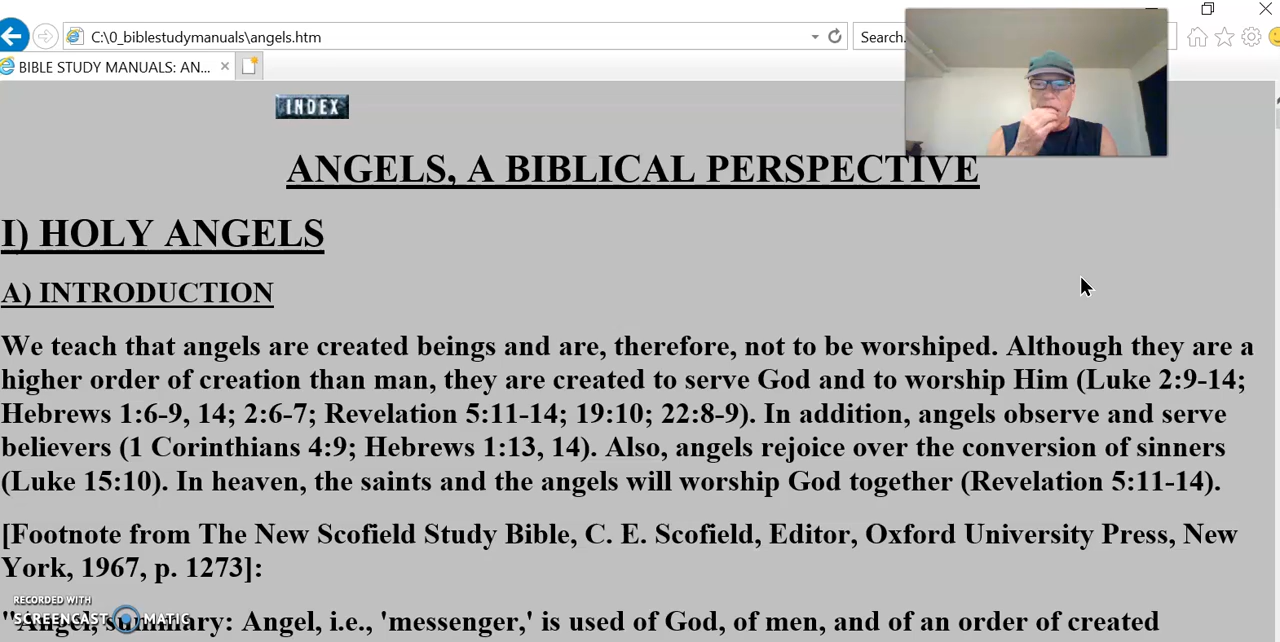 C:\0_biblestudymanuals\angels.htm
Search.
BIBLE STUDY MANUALS: AN...
INDEX
ANGELS, A BIBLICAL PERSPECTIVE
I) HOLY ANGELS
A) INTRODUCTION
We teach that angels are created beings and are, therefore, not to be worshiped. Although they are a
higher order of creation than man, they are created to serve God and to worship Him (Luke 2:9-14;
Hebrews 1:6-9, 14; 2:6-7; Revelation 5:11-14; 19:10; 22:8-9). In addition, angels observe and serve
believers (1 Corinthians 4:9; Hebrews 1:13, 14). Also, angels rejoice over the conversion of sinners
(Luke 15:10). In heaven, the saints and the angels will worship God together (Revelation 5:11-14).
[Footnote from The New Scofield Study Bible, C. E. Scofield, Editor, Oxford University Press, New
York, 1967, p. 1273]:
RECORDED WITH
SCREENCAST MATIC
"Angel, summary: Angel, i.e., 'messenger,' is used of God, of men, and of an order of created